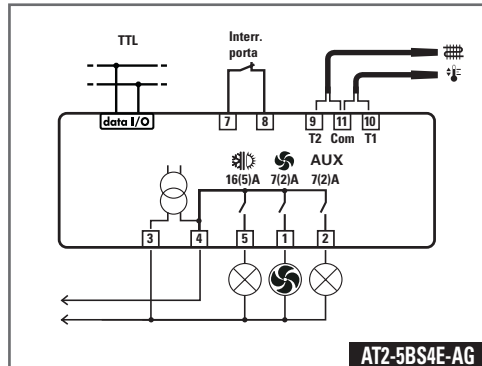 TTL
Interr.
porta
data I/O
7 8 9 11 10
T2 Com T1
AUX
16(5)A 7(2)A 7(2)A
3 4 5 1 2
AT2-5BS4E-AG